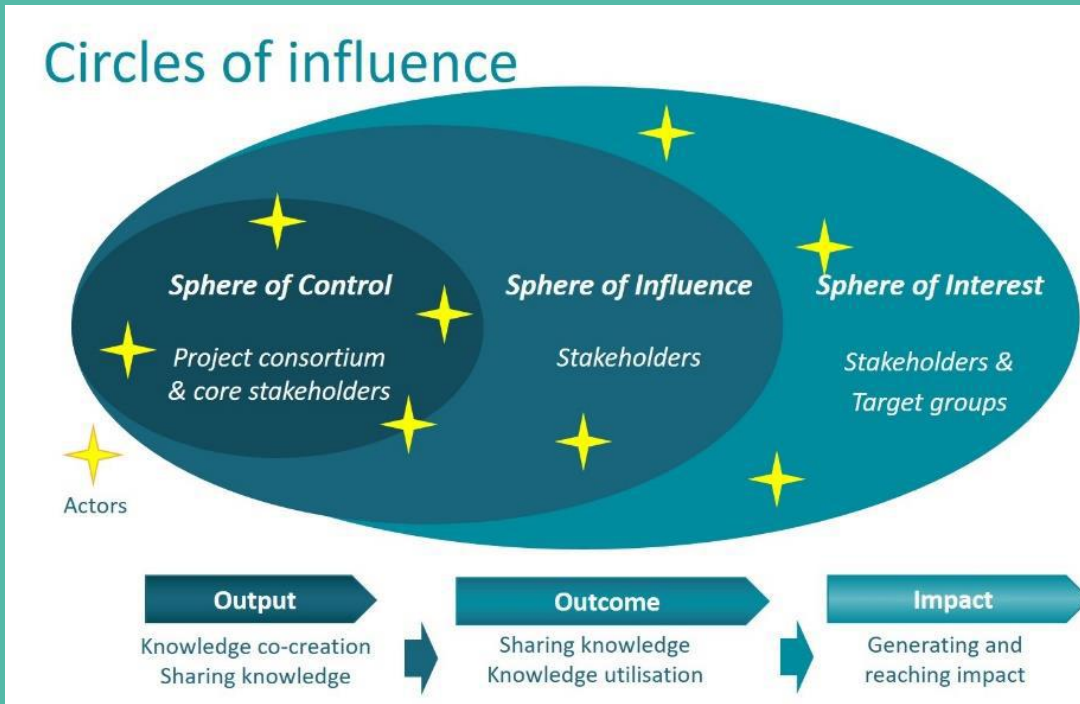 Circles of influence
Sphere of Control
Project consortium
& core stakeholders
Sphere of Influence
Stakeholders
Sphere of Interest
Stakeholders &
Target groups
Actors
Output
Knowledge co-creation
Sharing knowledge
Outcome
Sharing knowledge
Knowledge utilisation
Impact
Generating and
reaching impact